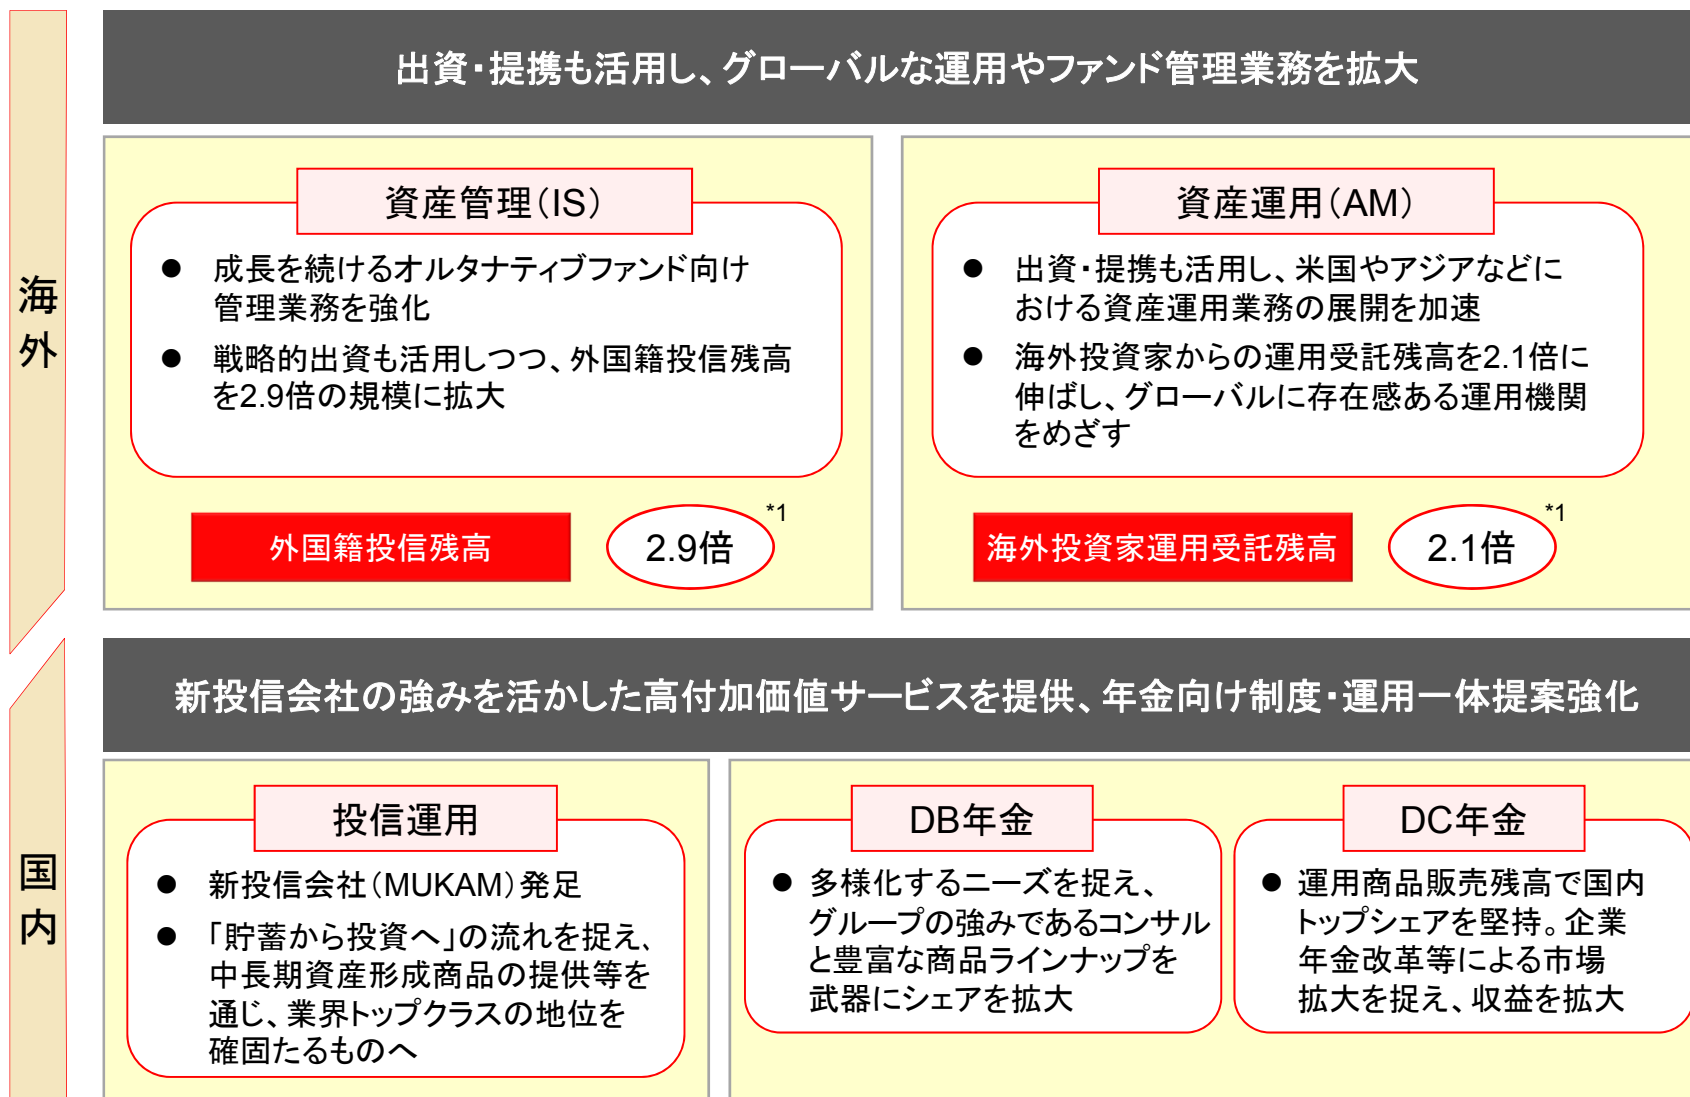 海外
出資・提携も活用し、グローバルな運用やファンド管理業務を拡大
資産管理（IS）
● 成長を続けるオルタナティブファンド向け
管理業務を強化
● 戦略的出資も活用しつつ、外国籍投信残高
を2.9倍の規模に拡大
外国籍投信残高
2.9倍
*1
資産運用（AM）
● 出資・提携も活用し、米国やアジアなどに
おける資産運用業務の展開を加速
● 海外投資家からの運用受託残高を2.1倍に
伸ばし、グローバルに存在感ある運用機関
をめざす
海外投資家運用受託残高
2.1倍
*1
国内
新投信会社の強みを活かした高付加価値サービスを提供、年金向け制度・運用一体提案強化
投信運用
● 新投信会社（MUKAM）発足
● 「貯蓄から投資へ」の流れを捉え、
中長期資産形成商品の提供等を
通じ、業界トップクラスの地位を
確固たるものへ
DB年金
● 多様化するニーズを捉え、
グループの強みであるコンサル
と豊富な商品ラインナップを
武器にシェアを拡大
DC年金
● 運用商品販売残高で国内
トップシェアを堅持。企業
年金改革等による市場
拡大を捉え、収益を拡大